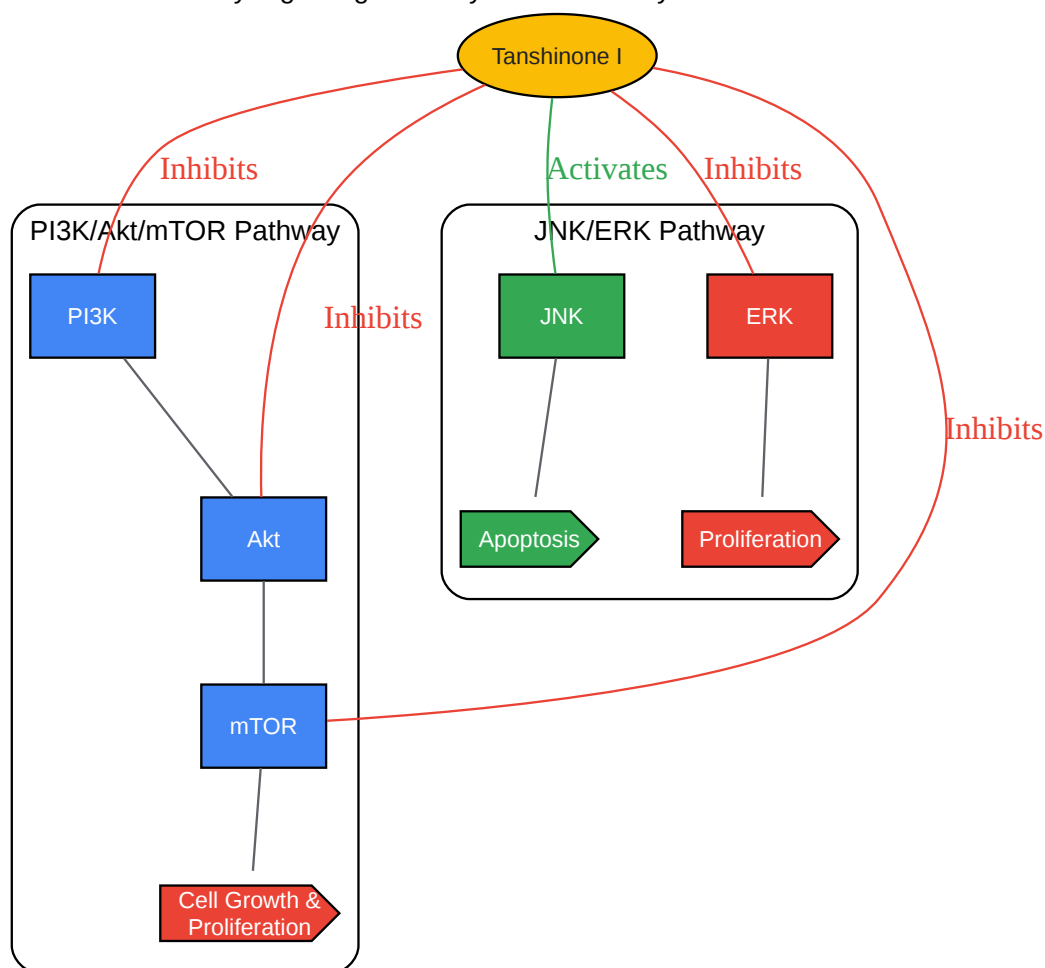 Tanshinone I
Inhibits
Activates
Inhibits
PI3K/Akt/mTOR Pathway
JNK/ERK Pathway
PI3K
Inhibits
JNK
ERK
Inhibits
Akt
Apoptosis
Proliferation
mTOR
Cell Growth &
Proliferation